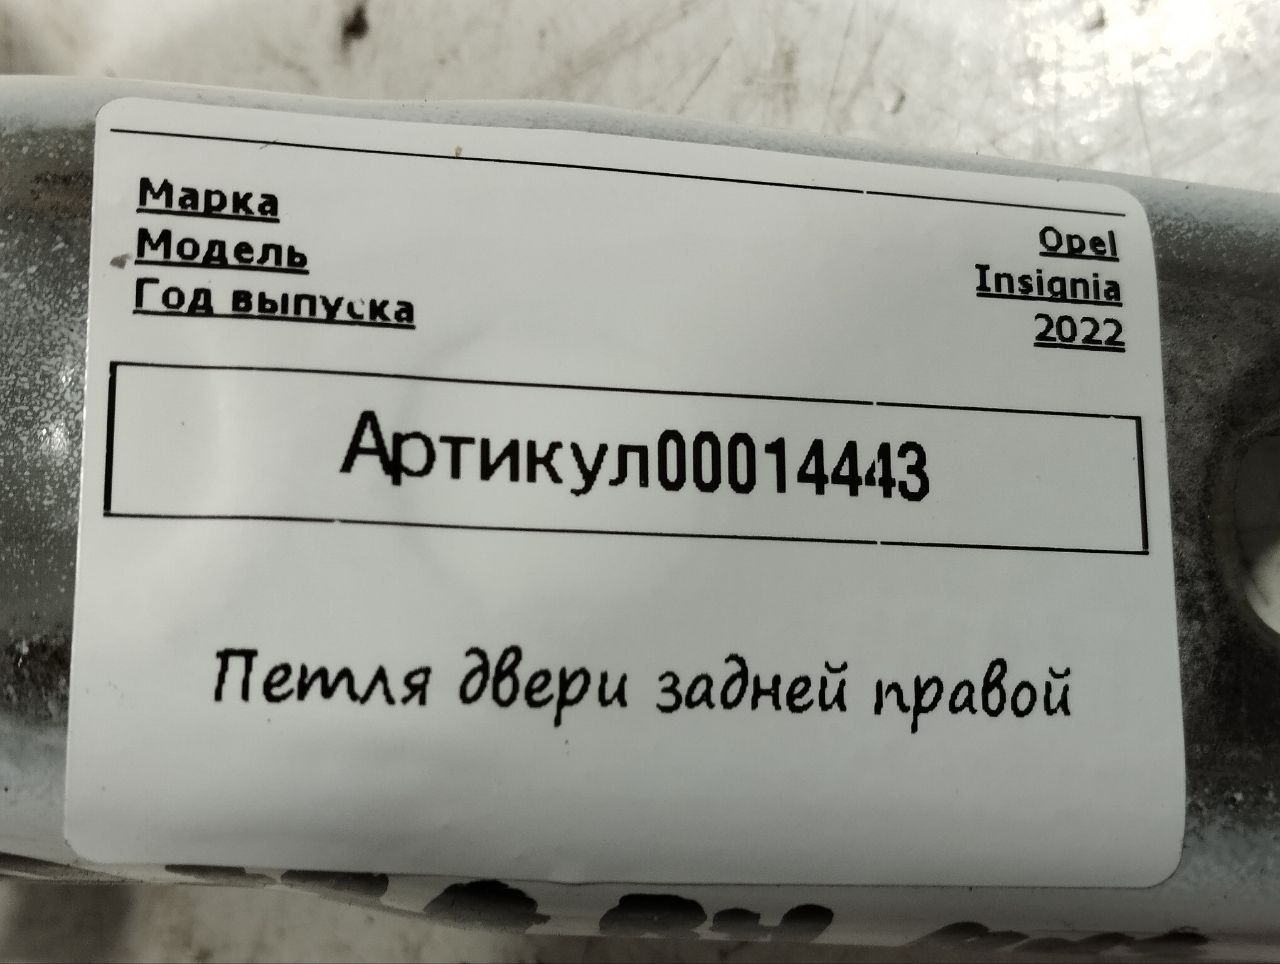 Марка
Модель
Год выпуска
Opel
Insignia
2022
Артикул00014443
Петля двери задней правой